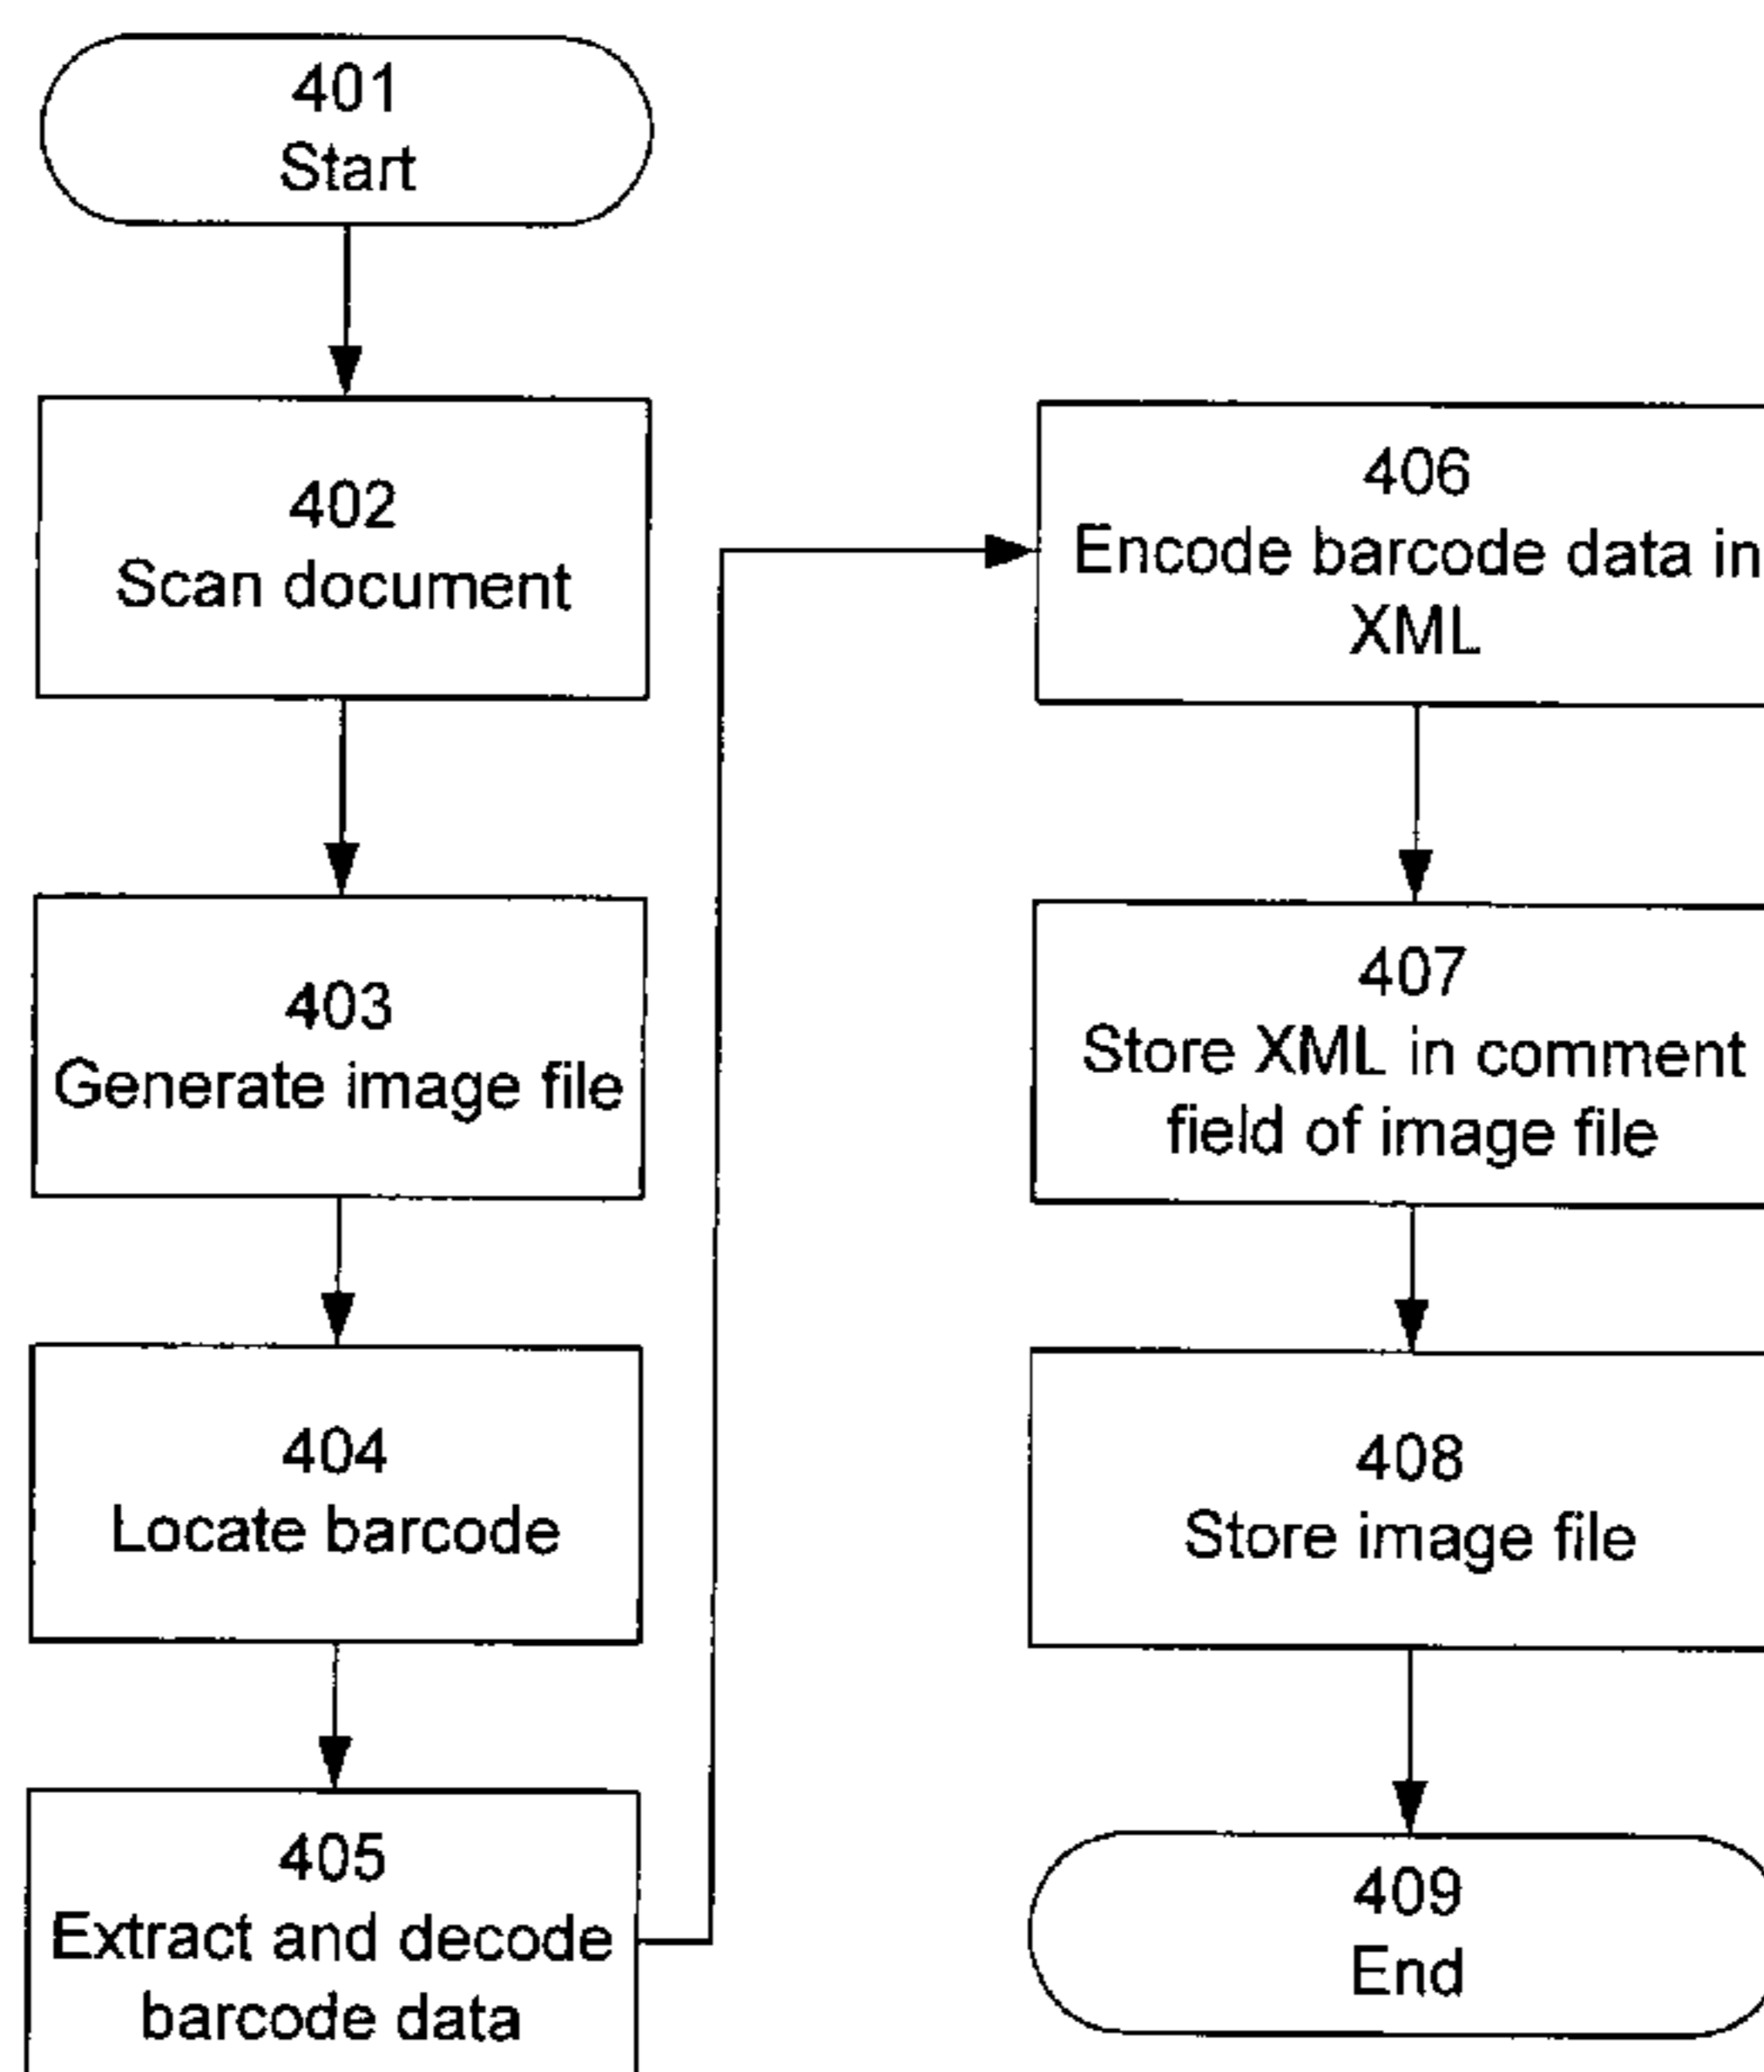 401
Start
402
Scan document
403
Generate image file
404
Locate barcode
405
Extract and decode
barcode data
406
Encode barcode data in
XML
407
Store XML in comment
field of image file
408
Store image file
409
End